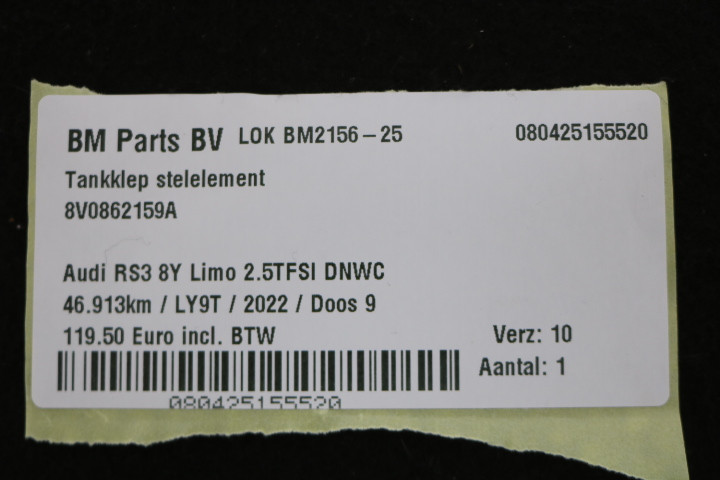 BM Parts BV LOK BM2156-25 080425155520
Tankklep stelelement
8V0862159A
Audi RS3 8Y Limo 2.5TFSI DNWC
46.913km / LY9T / 2022 / Doos 9
119.50 Euro incl. BTW Verz: 10
Aantal: 1
080425155520